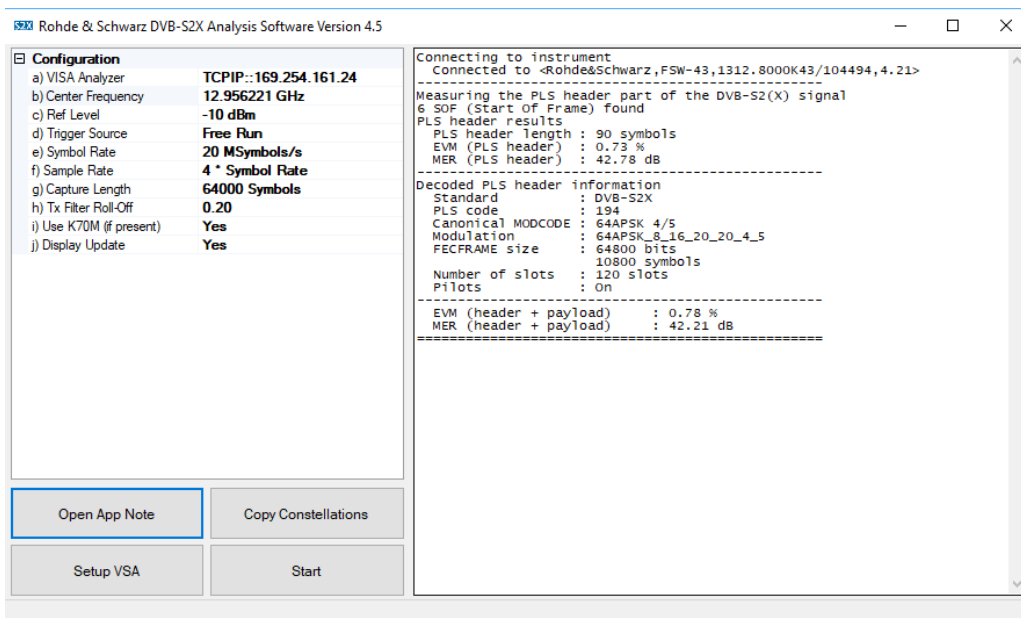 S2X Rohde & Schwarz DVB-S2X Analysis Software Version 4.5
Configuration
a) VISA Analyzer TCPIP::169.254.161.24
b) Center Frequency 12.956221 GHz
c) Ref Level -10 dBm
d) Trigger Source Free Run
e) Symbol Rate 20 MSymbols/s
f) Sample Rate 4 * Symbol Rate
g) Capture Length 64000 Symbols
h) Tx Filter Roll-Off 0.20
i) Use K70M (if present) Yes
j) Display Update Yes
Open App Note
Copy Constellations
Setup VSA
Start
Connecting to instrument
Connected to <Rohde&Schwarz,FSW-43,1312.8000K43/104494,4.21>
--------------------------------------------------
Measuring the PLS header part of the DVB-S2(X) signal
6 SOF (Start Of Frame) found
PLS header results
PLS header length : 90 symbols
EVM (PLS header) : 0.73 %
MER (PLS header) : 42.78 dB
--------------------------------------------------
Decoded PLS header information
Standard : DVB-S2X
PLS code : 194
Canonical MODCODE : 64APSK 4/5
Modulation : 64APSK_8_16_20_20_4_5
FECFRAME size : 64800 bits
10800 symbols
Number of slots : 120 slots
Pilots : On
--------------------------------------------------
EVM (header + payload) : 0.78 %
MER (header + payload) : 42.21 dB
==================================================